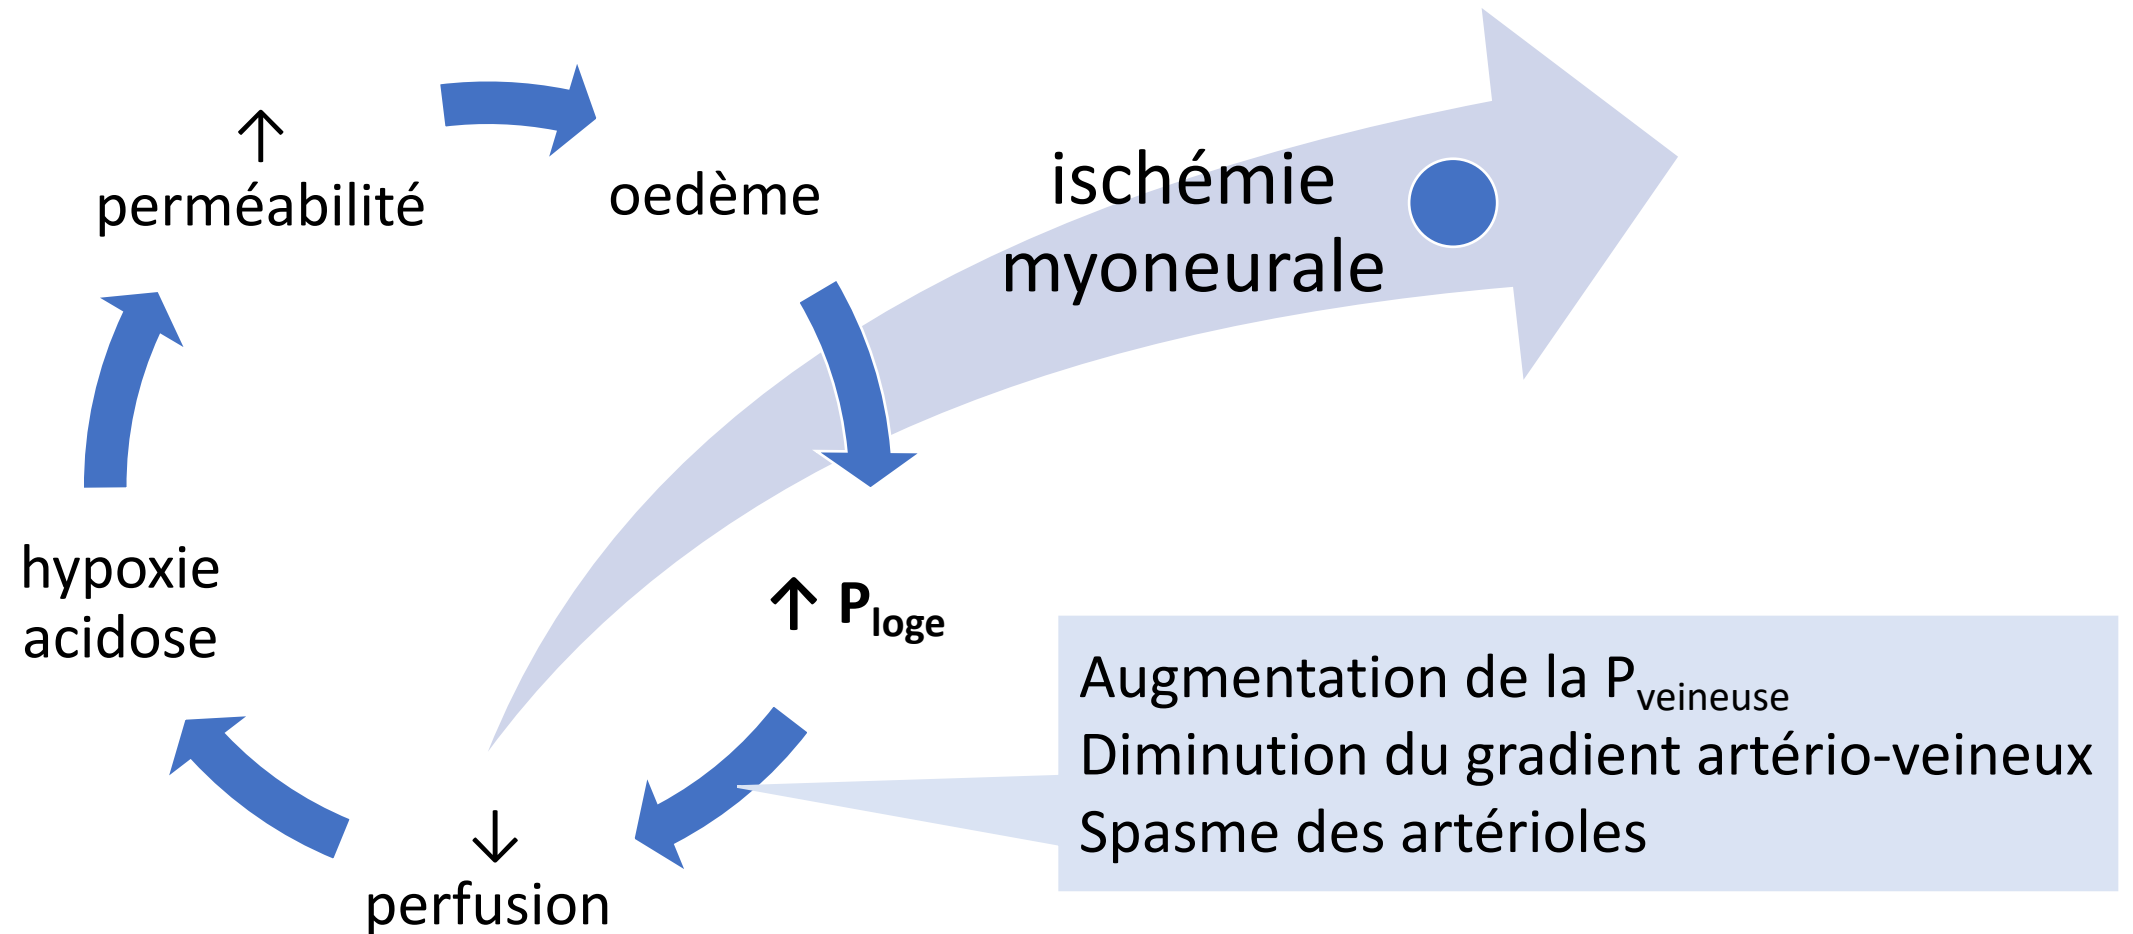 ↑
perméabilité
oedème
ischémie
myoneurale
hypoxie
acidose
↑ Ploge
Augmentation de la Pveineuse
Diminution du gradient artério-veineux
Spasme des artérioles
↓
perfusion